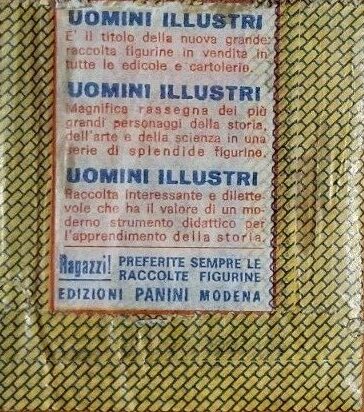 UOMINI ILLUSTRI
E' il titolo della nuova grande
raccolta figurine in vendita in
tutte le edicole e cartolerie.
UOMINI ILLUSTRI
Magnifica rassegna dei più
grandi personaggi della storia,
dell'arte e della scienza in una
serie di splendide figurine.
UOMINI ILLUSTRI
Raccolta interessante e dilette-
vole che ha il valore di un mo-
derno strumento didattico per
l'apprendimento della storia.
Ragazzi! PREFERITE SEMPRE LE
RACCOLTE FIGURINE
EDIZIONI PANINI MODENA